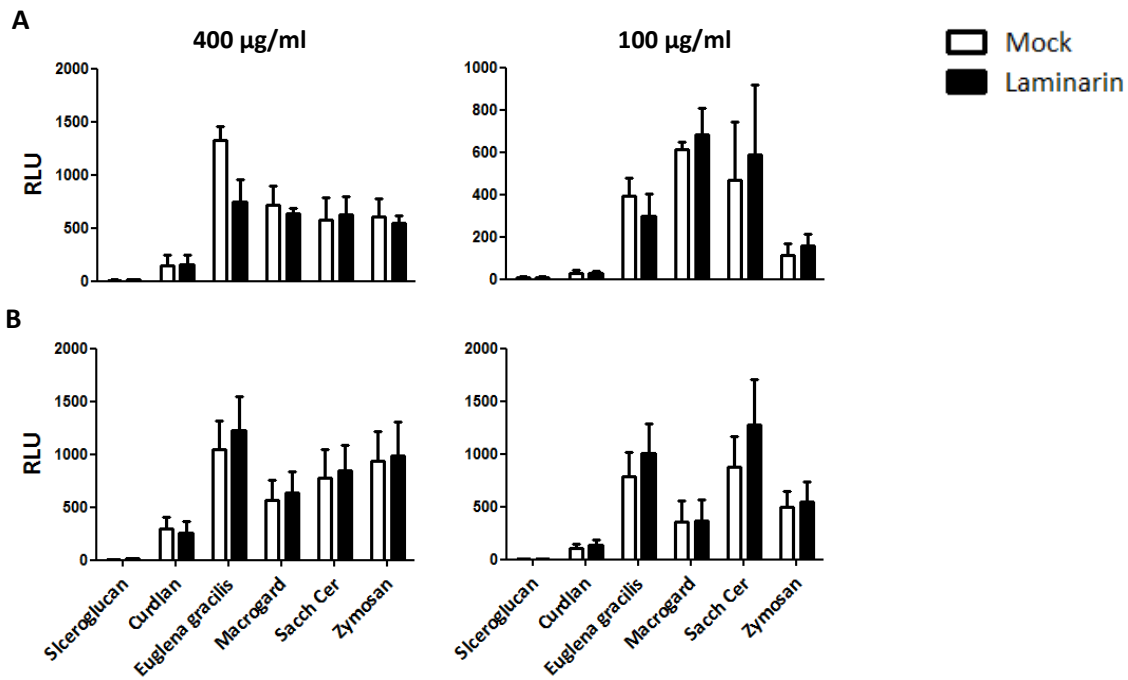 A
400 µg/ml
100 µg/ml
Mock
Laminarin
RLU
2000
1500
1000
500
0
1000
800
600
400
200
0
B
RLU
2000
1500
1000
500
0
2000
1500
1000
500
0
Slceroglucan
Curdlan
Euglena gracilis
Macrogard
Sacch Cer
Zymosan
Slceroglucan
Curdlan
Euglena gracilis
Macrogard
Sacch Cer
Zymosan